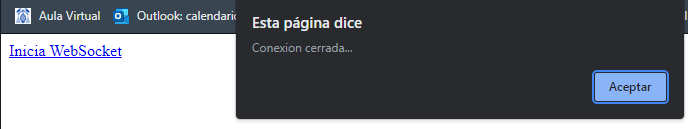 Aula Virtual
Outlook: calendario
Esta página dice
Inicia WebSocket
Conexion cerrada...
Aceptar